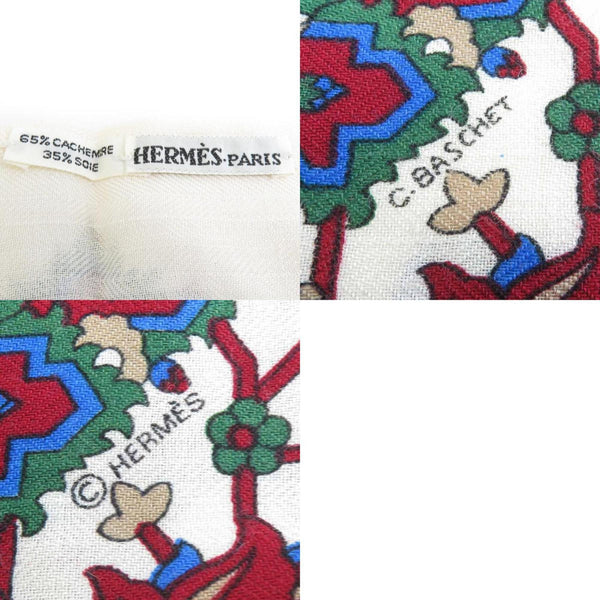 65% CACHEMIRE
35% SOIE
HERMÈS-PARIS
C. BASCHET
© HERMÈS